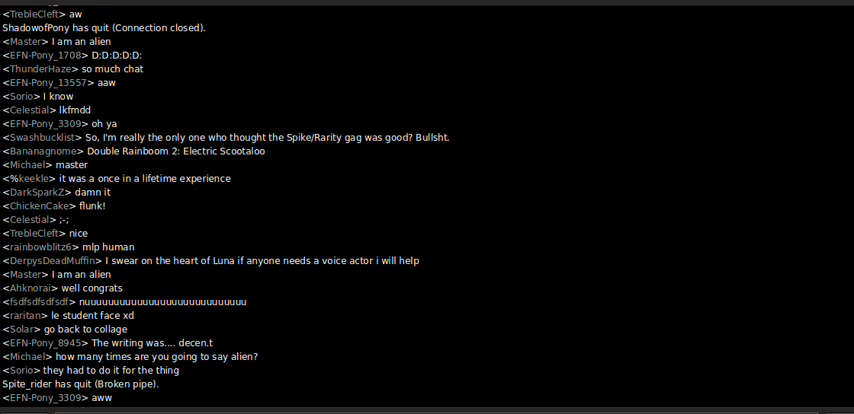 <TrebleCleft> aw
ShadowofPony has quit (Connection closed).
<Master> I am an alien
<EFN-Pony_1708> D:D:D:D:D:
<ThunderHaze> so much chat
<EFN-Pony_13557> aaw
<Sorio> I know
<Celestial> lkfmdd
<EFN-Pony_3309> oh ya
<Swashbucklist> So, I'm really the only one who thought the Spike/Rarity gag was good? Bullsht.
<Bananagnome> Double Rainboom 2: Electric Scootaloo
<Michael> master
<%keekle> it was a once in a lifetime experience
<DarkSparkZ> damn it
<ChickenCake> flunk!
<Celestial> ;-;
<TrebleCleft> nice
<rainbowblitz6> mlp human
<DerpysDeadMuffin> I swear on the heart of Luna if anyone needs a voice actor i will help
<Master> I am an alien
<Ahknorai> well congrats
<fsdfsdfsdfsdf> nuuuuuuuuuuuuuuuuuuuuuuuuuuu
<raritan> le student face xd
<Solar> go back to collage
<EFN-Pony_8945> The writing was.... decen.t
<Michael> how many times are you going to say alien?
<Sorio> they had to do it for the thing
Spite_rider has quit (Broken pipe).
<EFN-Pony_3309> aww